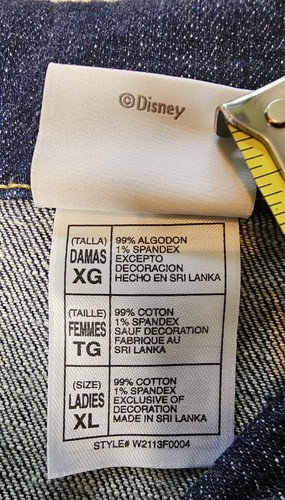 ©Disney
(TALLA)
DAMAS
XG
99% ALGODON
1% SPANDEX
EXCEPTO
DECORACION
HECHO EN SRI LANKA
(TAILLE)
FEMMES
TG
99% COTON
1% SPANDEX
SAUF DECORATION
FABRIQUE AU
SRI LANKA
(SIZE)
LADIES
XL
99% COTTON
1% SPANDEX
EXCLUSIVE OF
DECORATION
MADE IN SRI LANKA
STYLE# W2113F0004